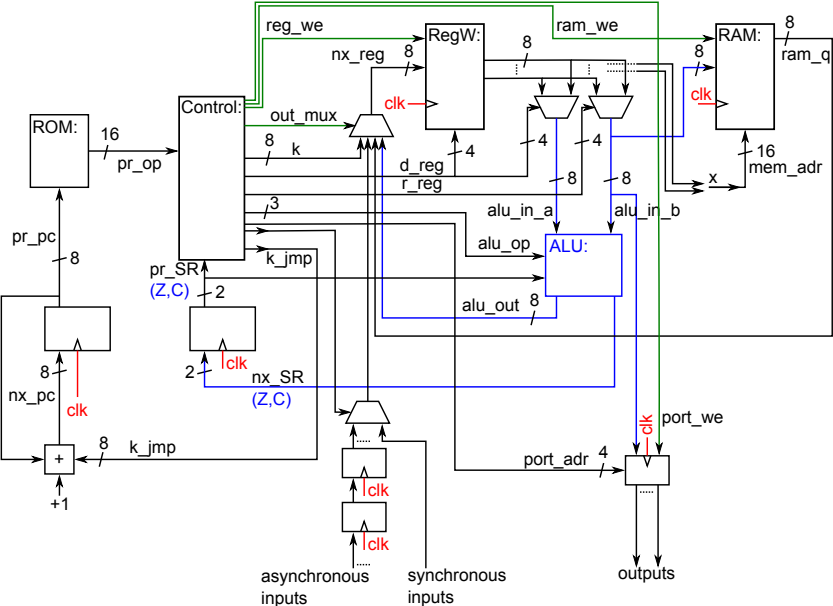 reg_we
ram_we
8
RegW:
RAM:
8
nx_reg
8
8
8
ram_q
ROM:
Control:
clk
clk
16
out_mux
pr_op
8
k
4
4
4
16
d_reg
x
mem_adr
r_reg
8
8
3
alu_in_a
alu_in_b
pr_pc
alu_op
ALU:
8
k_jmp
pr_SR
(Z,C)
2
alu_out
8
clk
8
2
nx_SR
nx_pc
clk
(Z,C)
clk
port_we
8
k_jmp
4
+
port_adr
clk
+1
clk
asynchronous
inputs
synchronous
inputs
outputs